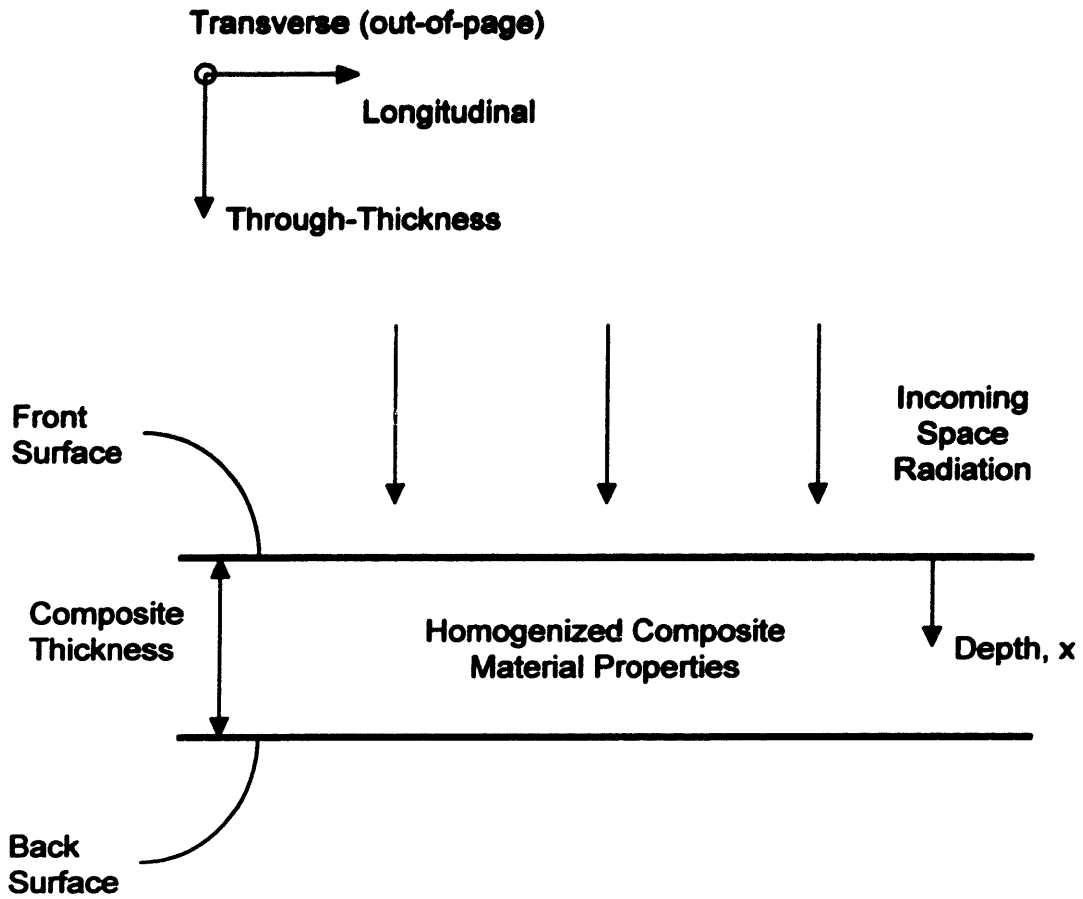 Transverse (out-of-page)
Longitudinal
Through-Thickness
Incoming
Space
Radiation
Front
Surface
Composite
Thickness
Homogenized Composite
Material Properties
Depth, x
Back
Surface